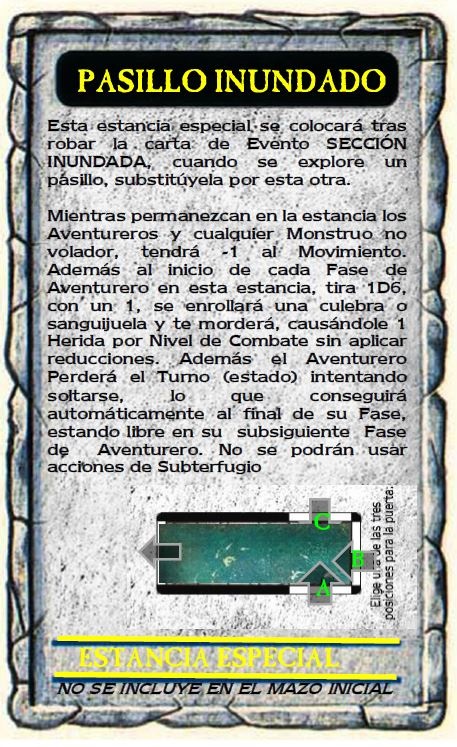 PASILLO INUNDADO
Esta estancia especial se colocará tras
robar la carta de Evento SECCIÓN
INUNDADA, cuando se explore un
pasillo, substitúyela por esta otra.
Mientras permanezcan en la estancia los
Aventureros y cualquier Monstruo no
volador, tendrá -1 al Movimiento.
Además al inicio de cada Fase de
Aventurero en esta estancia, tira 1D6,
con un 1, se enrollará una culebra o
sanguijuela y te morderá, causándole 1
Herida por Nivel de Combate sin aplicar
reducciones. Además el Aventurero
Perderá el Turno (estado) intentando
soltarse, lo que conseguirá
automáticamente al final de su Fase,
estando libre en su subsiguiente Fase
de Aventurero. No se podrán usar
acciones de Subterfugio
C
B
A
Elige una de las tres
posiciones para la puerta:
ESTANCIA ESPECIAL
NO SE INCLUYE EN EL MAZO INICIAL